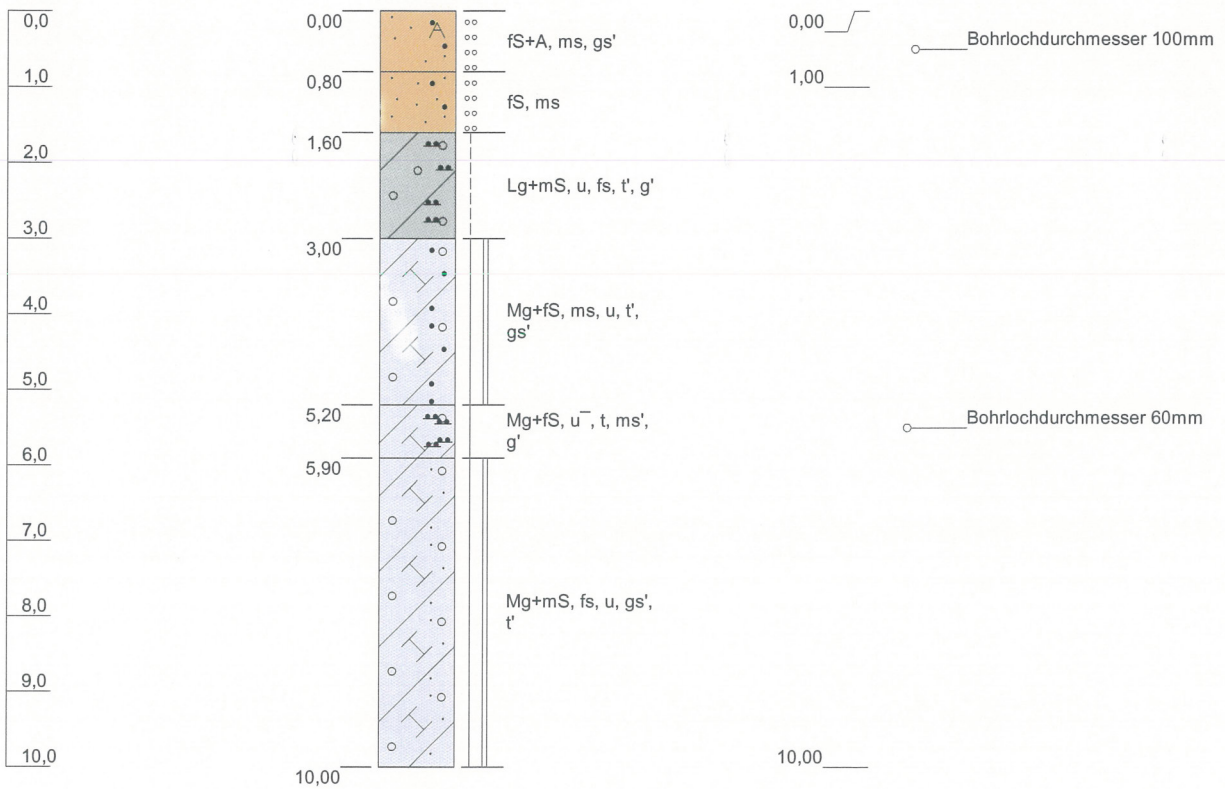 0,0
1,0
2,0
3,0
4,0
5,0
6,0
7,0
8,0
9,0
10,0
0,00
0,80
1,60
3,00
5,20
5,90
10,00
A
fS+A, ms, gs'
fS, ms
Lg+mS, u, fs, t', g'
Mg+fS, ms, u, t',
gs'
Mg+fS, u¯, t, ms',
g'
Mg+mS, fs, u, gs',
t'
0,00
1,00
10,00
Bohrlochdurchmesser 100mm
Bohrlochdurchmesser 60mm